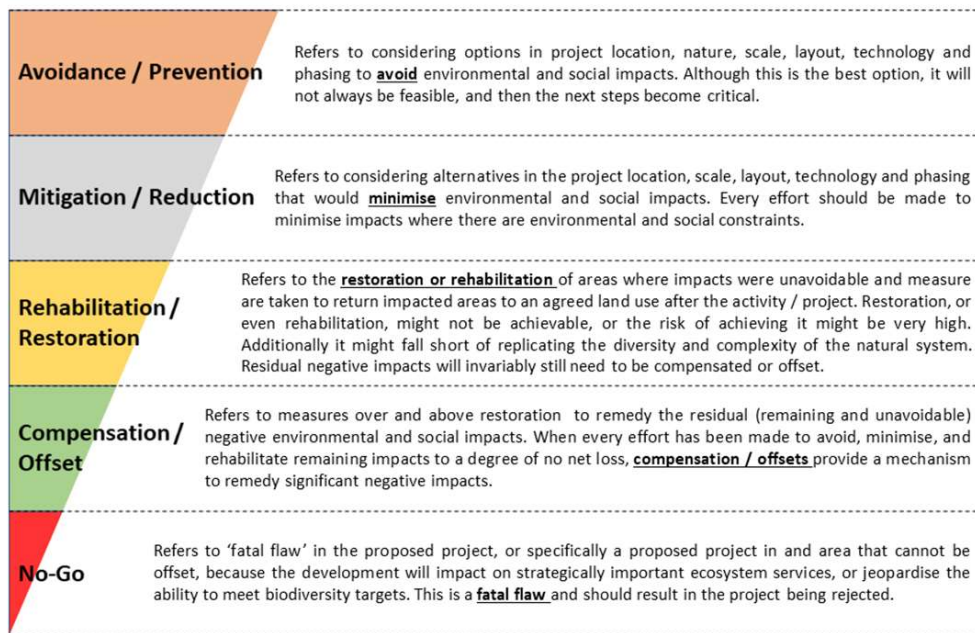 Avoidance / Prevention
Refers to considering options in project location, nature, scale, layout, technology and
phasing to avoid environmental and social impacts. Although this is the best option, it will
not always be feasible, and then the next steps become critical.
Mitigation / Reduction
Refers to considering alternatives in the project location, scale, layout, technology and phasing
that would minimise environmental and social impacts. Every effort should be made to
minimise impacts where there are environmental and social constraints.
Rehabilitation /
Restoration
Refers to the restoration or rehabilitation of areas where impacts were unavoidable and measure
are taken to return impacted areas to an agreed land use after the activity / project. Restoration, or
even rehabilitation, might not be achievable, or the risk of achieving it might be very high.
Additionally it might fall short of replicating the diversity and complexity of the natural system.
Residual negative impacts will invariably still need to be compensated or offset.
Compensation /
Offset
Refers to measures over and above restoration to remedy the residual (remaining and unavoidable)
negative environmental and social impacts. When every effort has been made to avoid, minimise, and
rehabilitate remaining impacts to a degree of no net loss, compensation / offsets provide a mechanism
to remedy significant negative impacts.
No-Go
Refers to ‘fatal flaw’ in the proposed project, or specifically a proposed project in and area that cannot be
offset, because the development will impact on strategically important ecosystem services, or jeopardise the
ability to meet biodiversity targets. This is a fatal flaw and should result in the project being rejected.